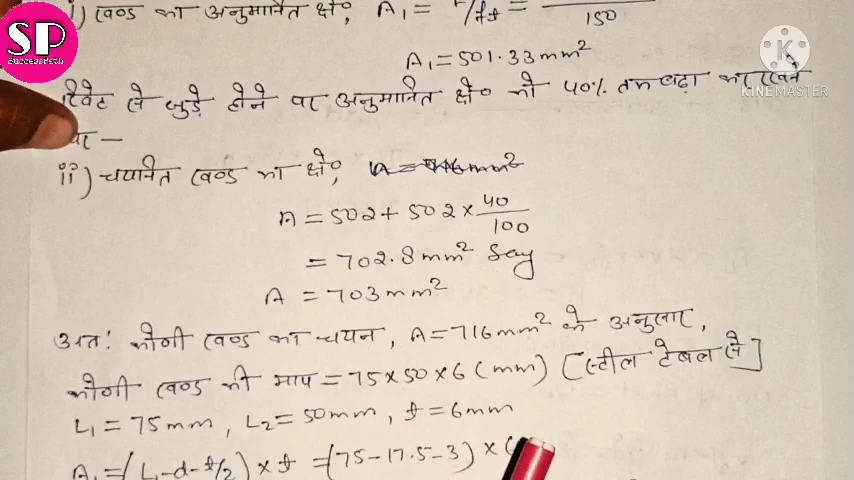 SP
Successtech
i) खण्ड का अनुमानित क्षे०, A₁ = P/ft =
150
A₁ = 501.33 mm²
KINEMASTER
रिवेट से जुड़े होने पर अनुमानित क्षे० को 40% तक बढ़ा कर रखने
पर —
ii) चयनित खण्ड का क्षे०,
A = 502 + 502 × 40/100
= 702.8 mm² Say
A = 703 mm²
अतः कोणी खण्ड का चयन, A = 716 mm² के अनुसार,
कोणी खण्ड की माप = 75 × 50 × 6 (mm) [स्टील टेबल से]
L₁ = 75 mm, L₂ = 50 mm, t = 6 mm
A₁ = (L₁ - d - t/2) × t = (75 - 17.5 - 3) × 6